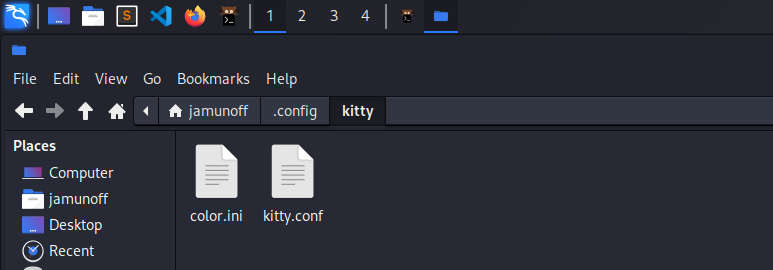 1 2 3 4
File Edit View Go Bookmarks Help
jamunoff .config kitty
Places
Computer
jamunoff
Desktop
Recent
color.ini kitty.conf